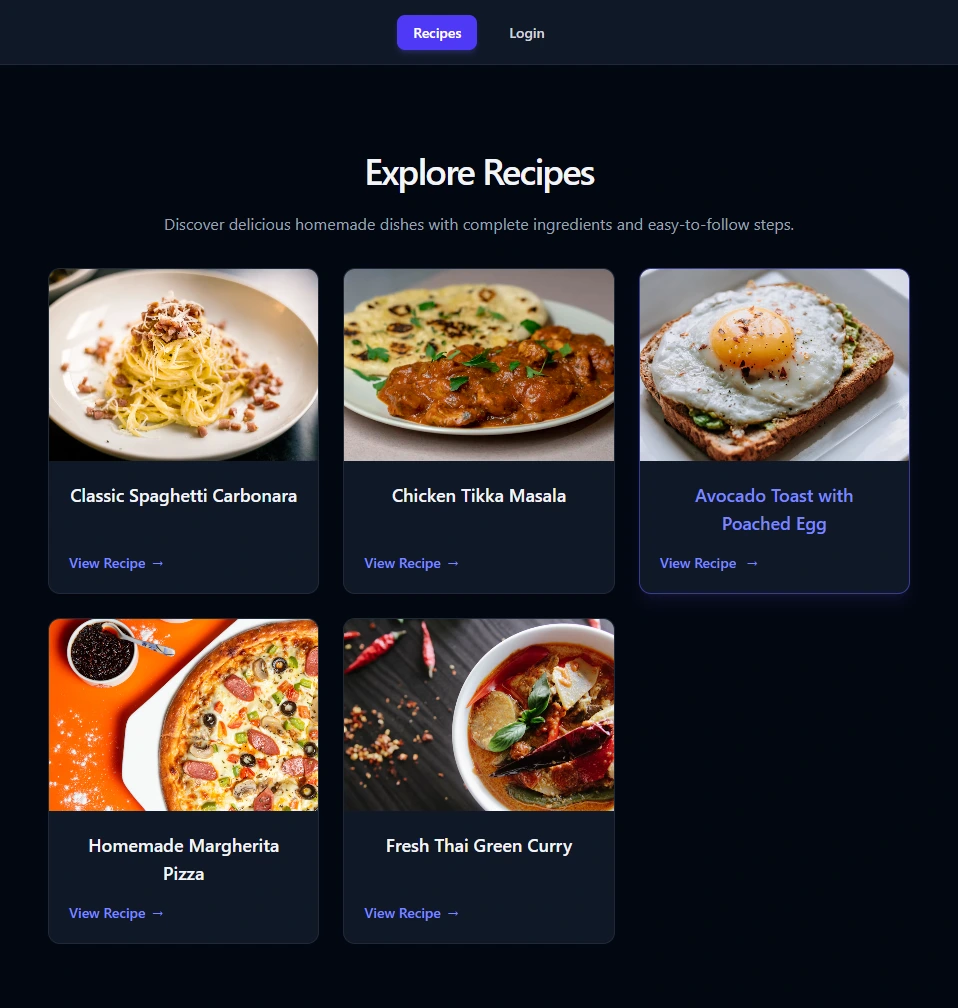 Recipes
Login
Explore Recipes
Discover delicious homemade dishes with complete ingredients and easy-to-follow steps.
Classic Spaghetti Carbonara
View Recipe →
Chicken Tikka Masala
View Recipe →
Avocado Toast with
Poached Egg
View Recipe →
Homemade Margherita
Pizza
View Recipe →
Fresh Thai Green Curry
View Recipe →